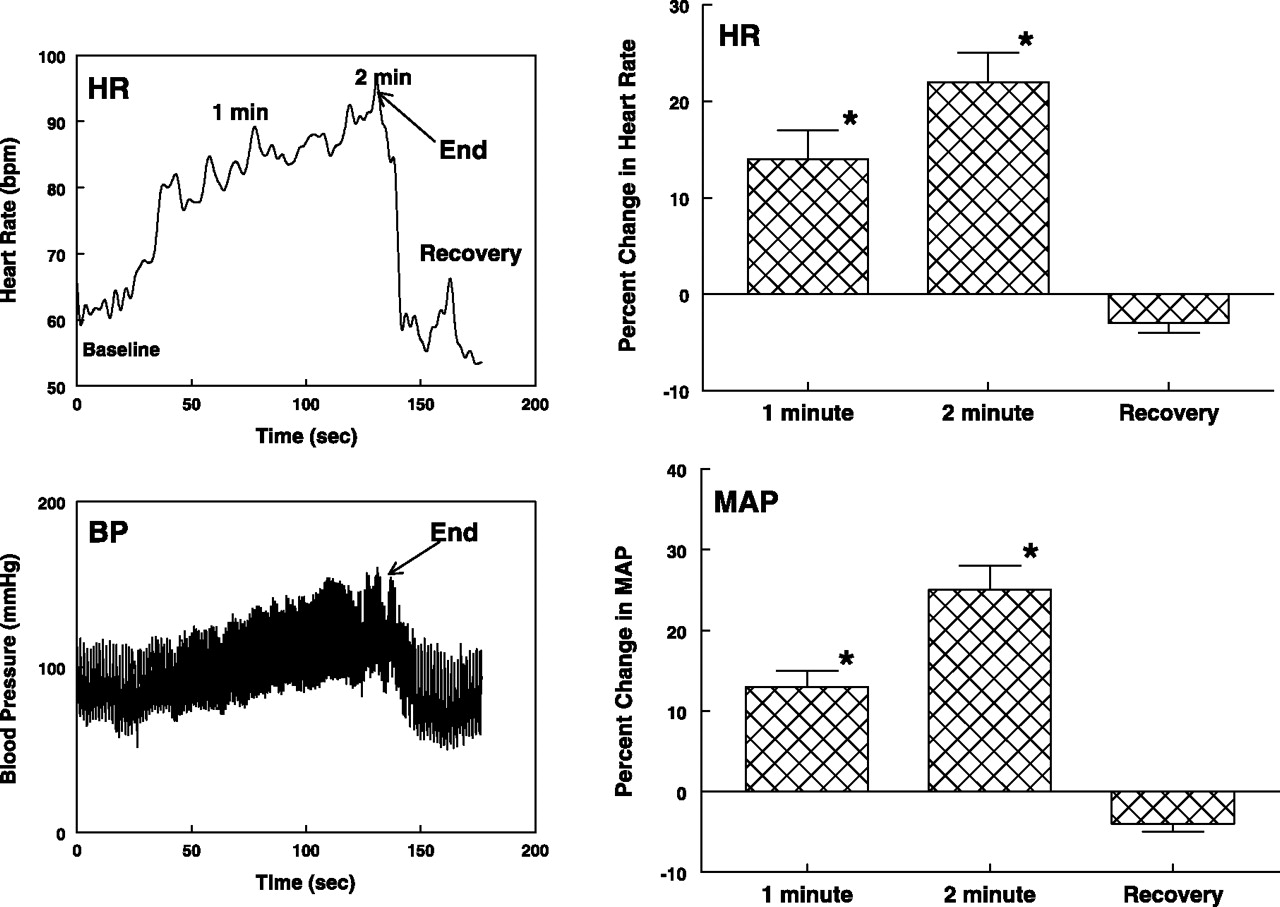 HR
100
90
80
70
60
50
Heart Rate (bpm)
1 min
2 min
End
Recovery
Baseline
0
50
100
150
200
Time (sec)
HR
30
20
10
0
-10
Percent Change in Heart Rate
*
*
1 minute
2 minute
Recovery
BP
200
100
0
Blood Pressure (mmHg)
End
0
50
100
150
200
Time (sec)
MAP
40
30
20
10
0
-10
Percent Change in MAP
*
*
1 minute
2 minute
Recovery